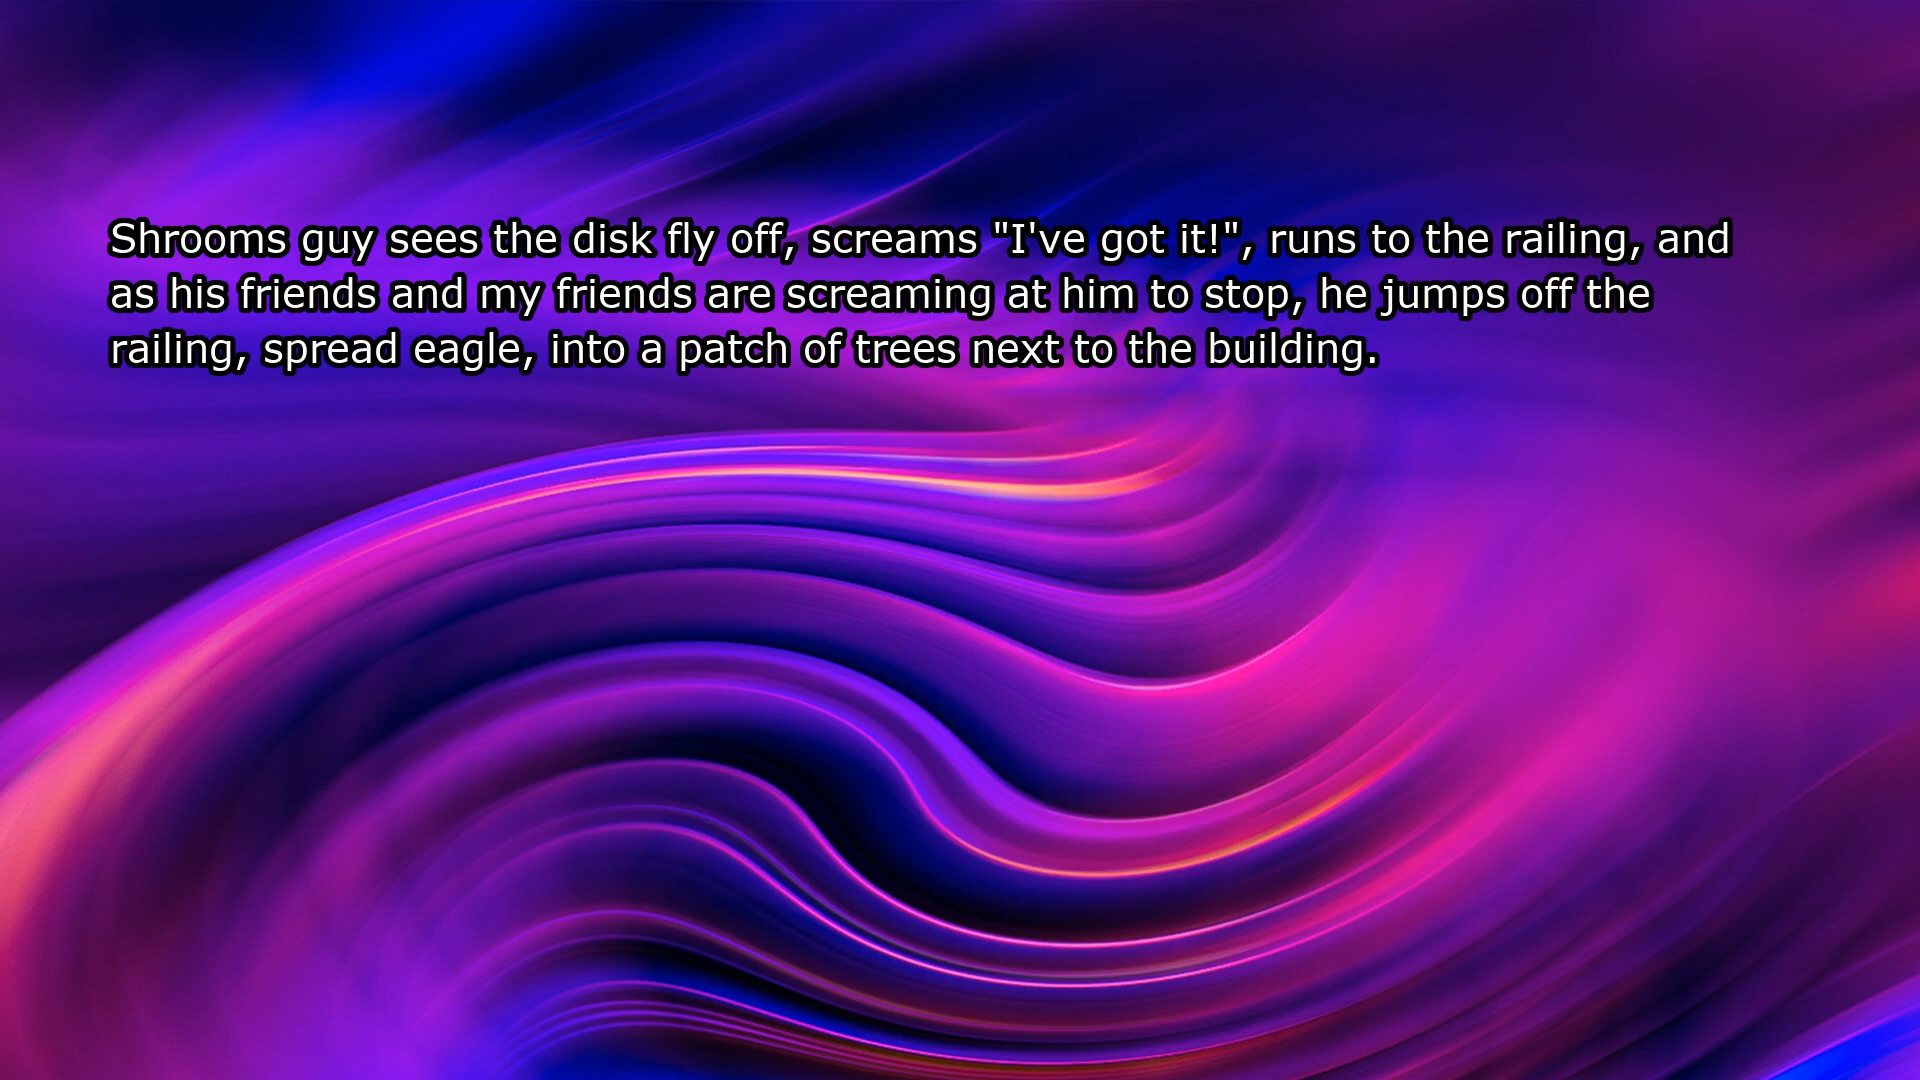 Shrooms guy sees the disk fly off, screams "I've got it!", runs to the railing, and
as his friends and my friends are screaming at him to stop, he jumps off the
railing, spread eagle, into a patch of trees next to the building.